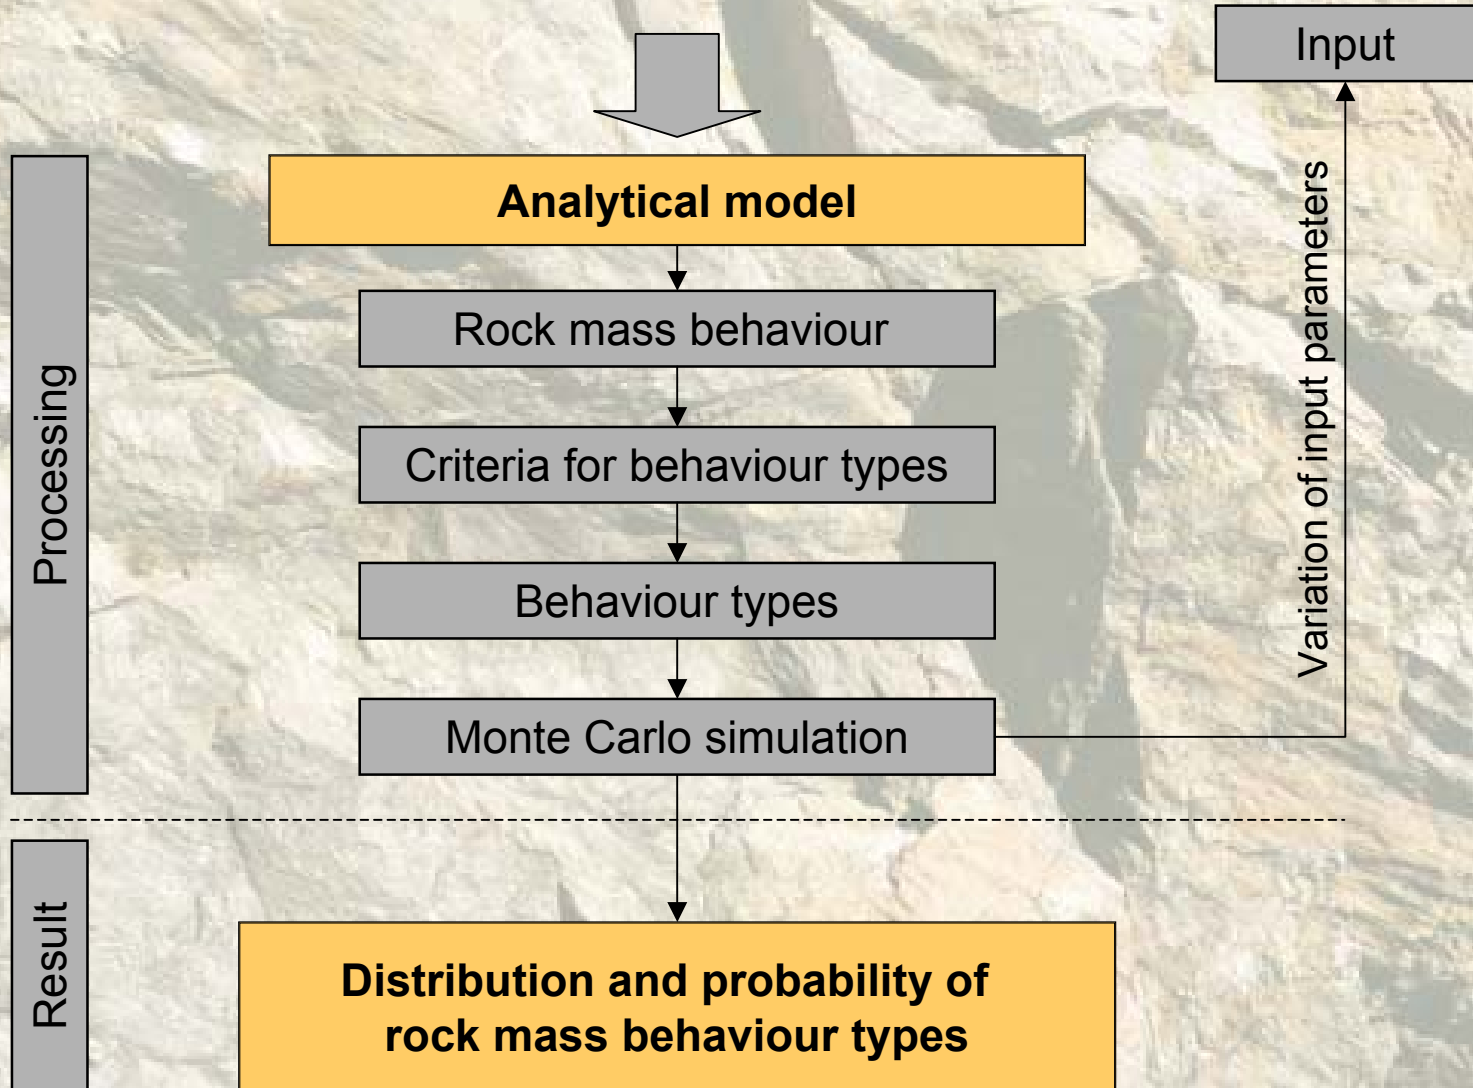 Input
Processing
Analytical model
Rock mass behaviour
Criteria for behaviour types
Behaviour types
Monte Carlo simulation
Variation of input parameters
Result
Distribution and probability of
rock mass behaviour types